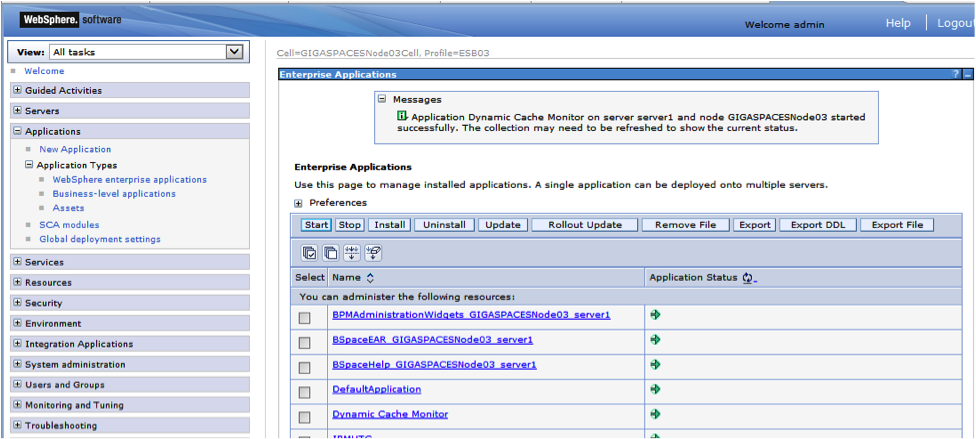 WebSphere. software
Welcome admin
Help
Logou
View: All tasks
Welcome
Guided Activities
Servers
Applications
New Application
Application Types
WebSphere enterprise applications
Business-level applications
Assets
SCA modules
Global deployment settings
Services
Resources
Security
Environment
Integration Applications
System administration
Users and Groups
Monitoring and Tuning
Troubleshooting
Cell=GIGASPACESNode03Cell, Profile=ESB03
Enterprise Applications
? -
Messages
Application Dynamic Cache Monitor on server server1 and node GIGASPACESNode03 started
successfully. The collection may need to be refreshed to show the current status.
Enterprise Applications
Use this page to manage installed applications. A single application can be deployed onto multiple servers.
Preferences
Start Stop Install Uninstall Update Rollout Update Remove File Export Export DDL Export File
Select Name Application Status
You can administer the following resources:
BPMAdministrationWidgets_GIGASPACESNode03_server1
BSpaceEAR_GIGASPACESNode03_server1
BSpaceHelp_GIGASPACESNode03_server1
DefaultApplication
Dynamic Cache Monitor